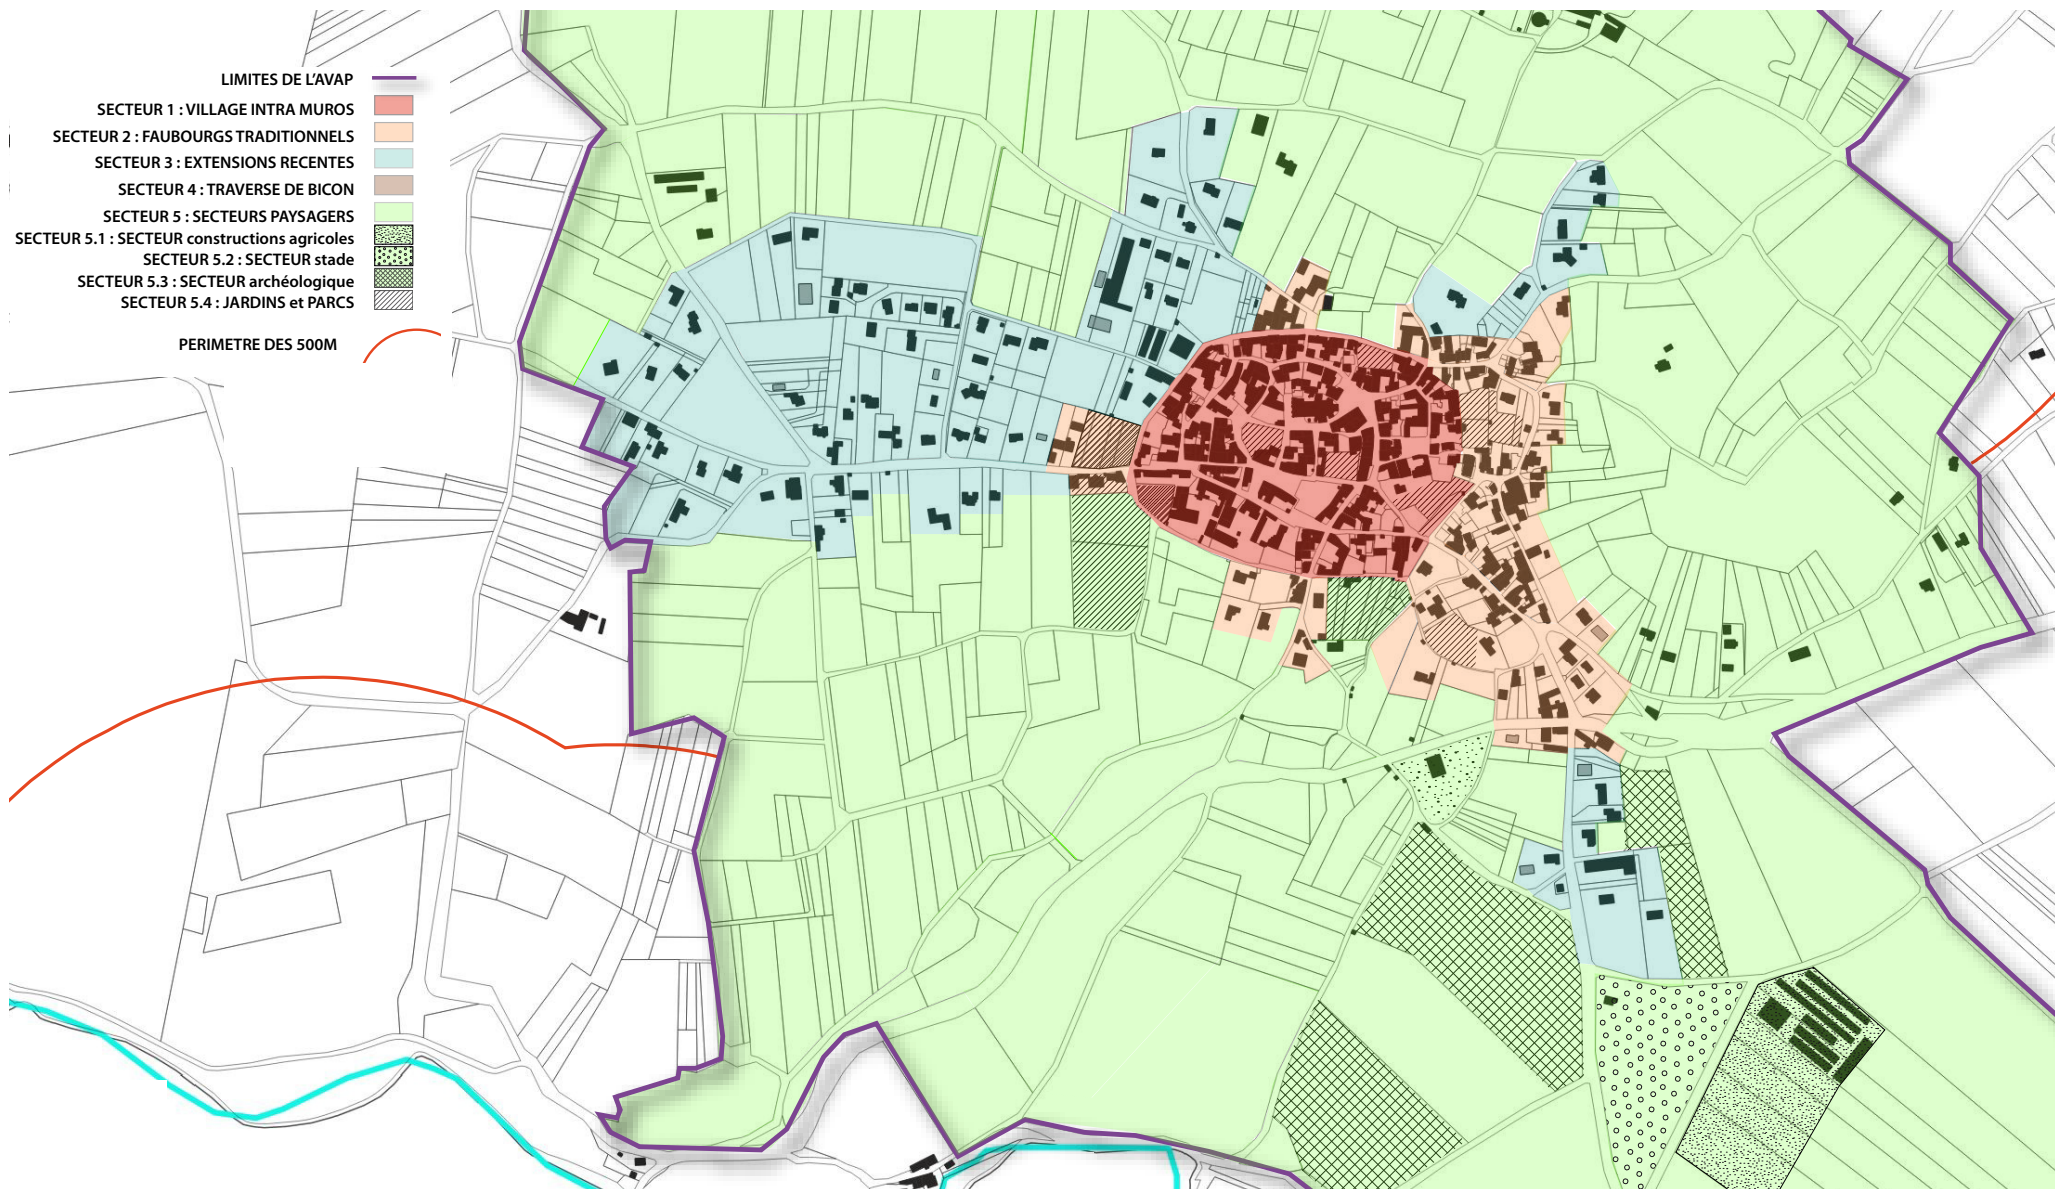 LIMITES DE L'AVAP
SECTEUR 1 : VILLAGE INTRA MUROS
SECTEUR 2 : FAUBOURGS TRADITIONNELS
SECTEUR 3 : EXTENSIONS RECENTES
SECTEUR 4 : TRAVERSE DE BICON
SECTEUR 5 : SECTEURS PAYSAGERS
SECTEUR 5.1 : SECTEUR constructions agricoles
SECTEUR 5.2 : SECTEUR stade
SECTEUR 5.3 : SECTEUR archéologique
SECTEUR 5.4 : JARDINS et PARCS
PERIMETRE DES 500M